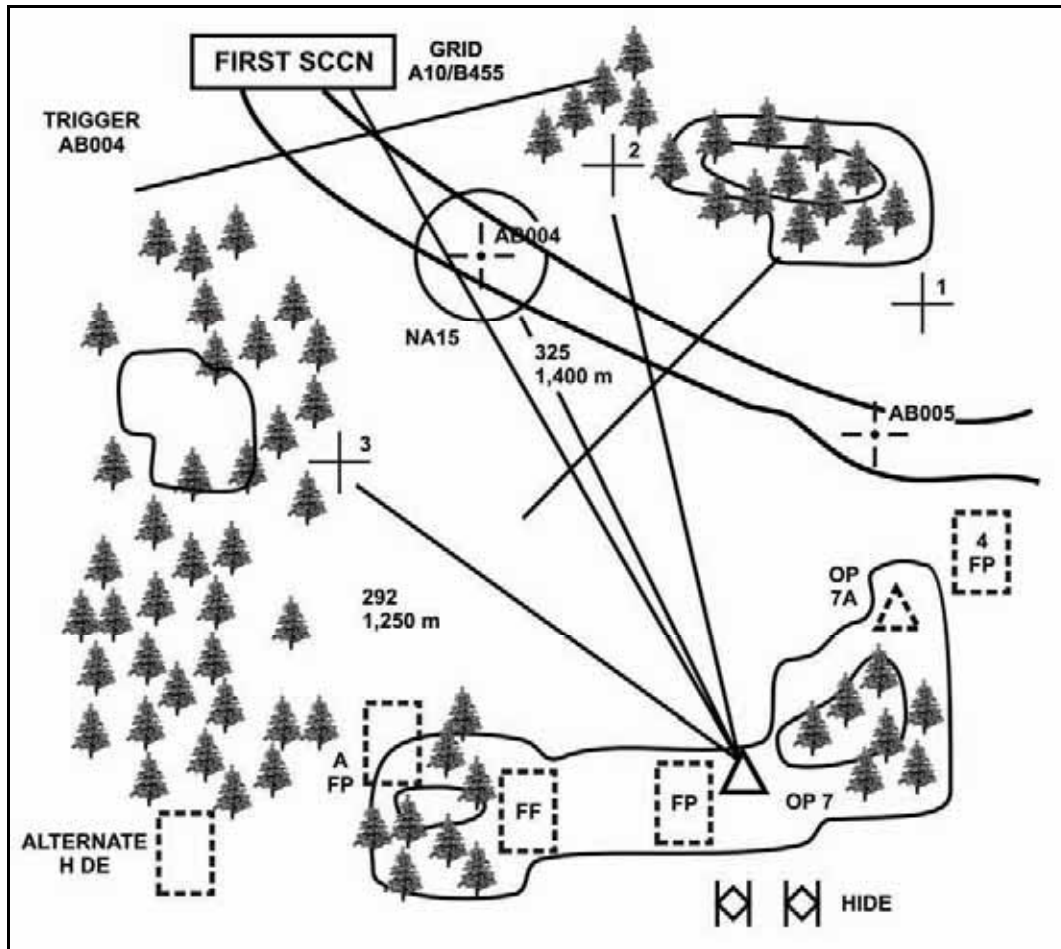 FIRST SCCN
GRID
A10/B455
TRIGGER
AB004
2
AB004
1
NA15
325
1,400 m
AB005
3
4
FP
OP
7A
292
1,250 m
A
FP
FF
FP
OP 7
ALTERNATE
H DE
HIDE